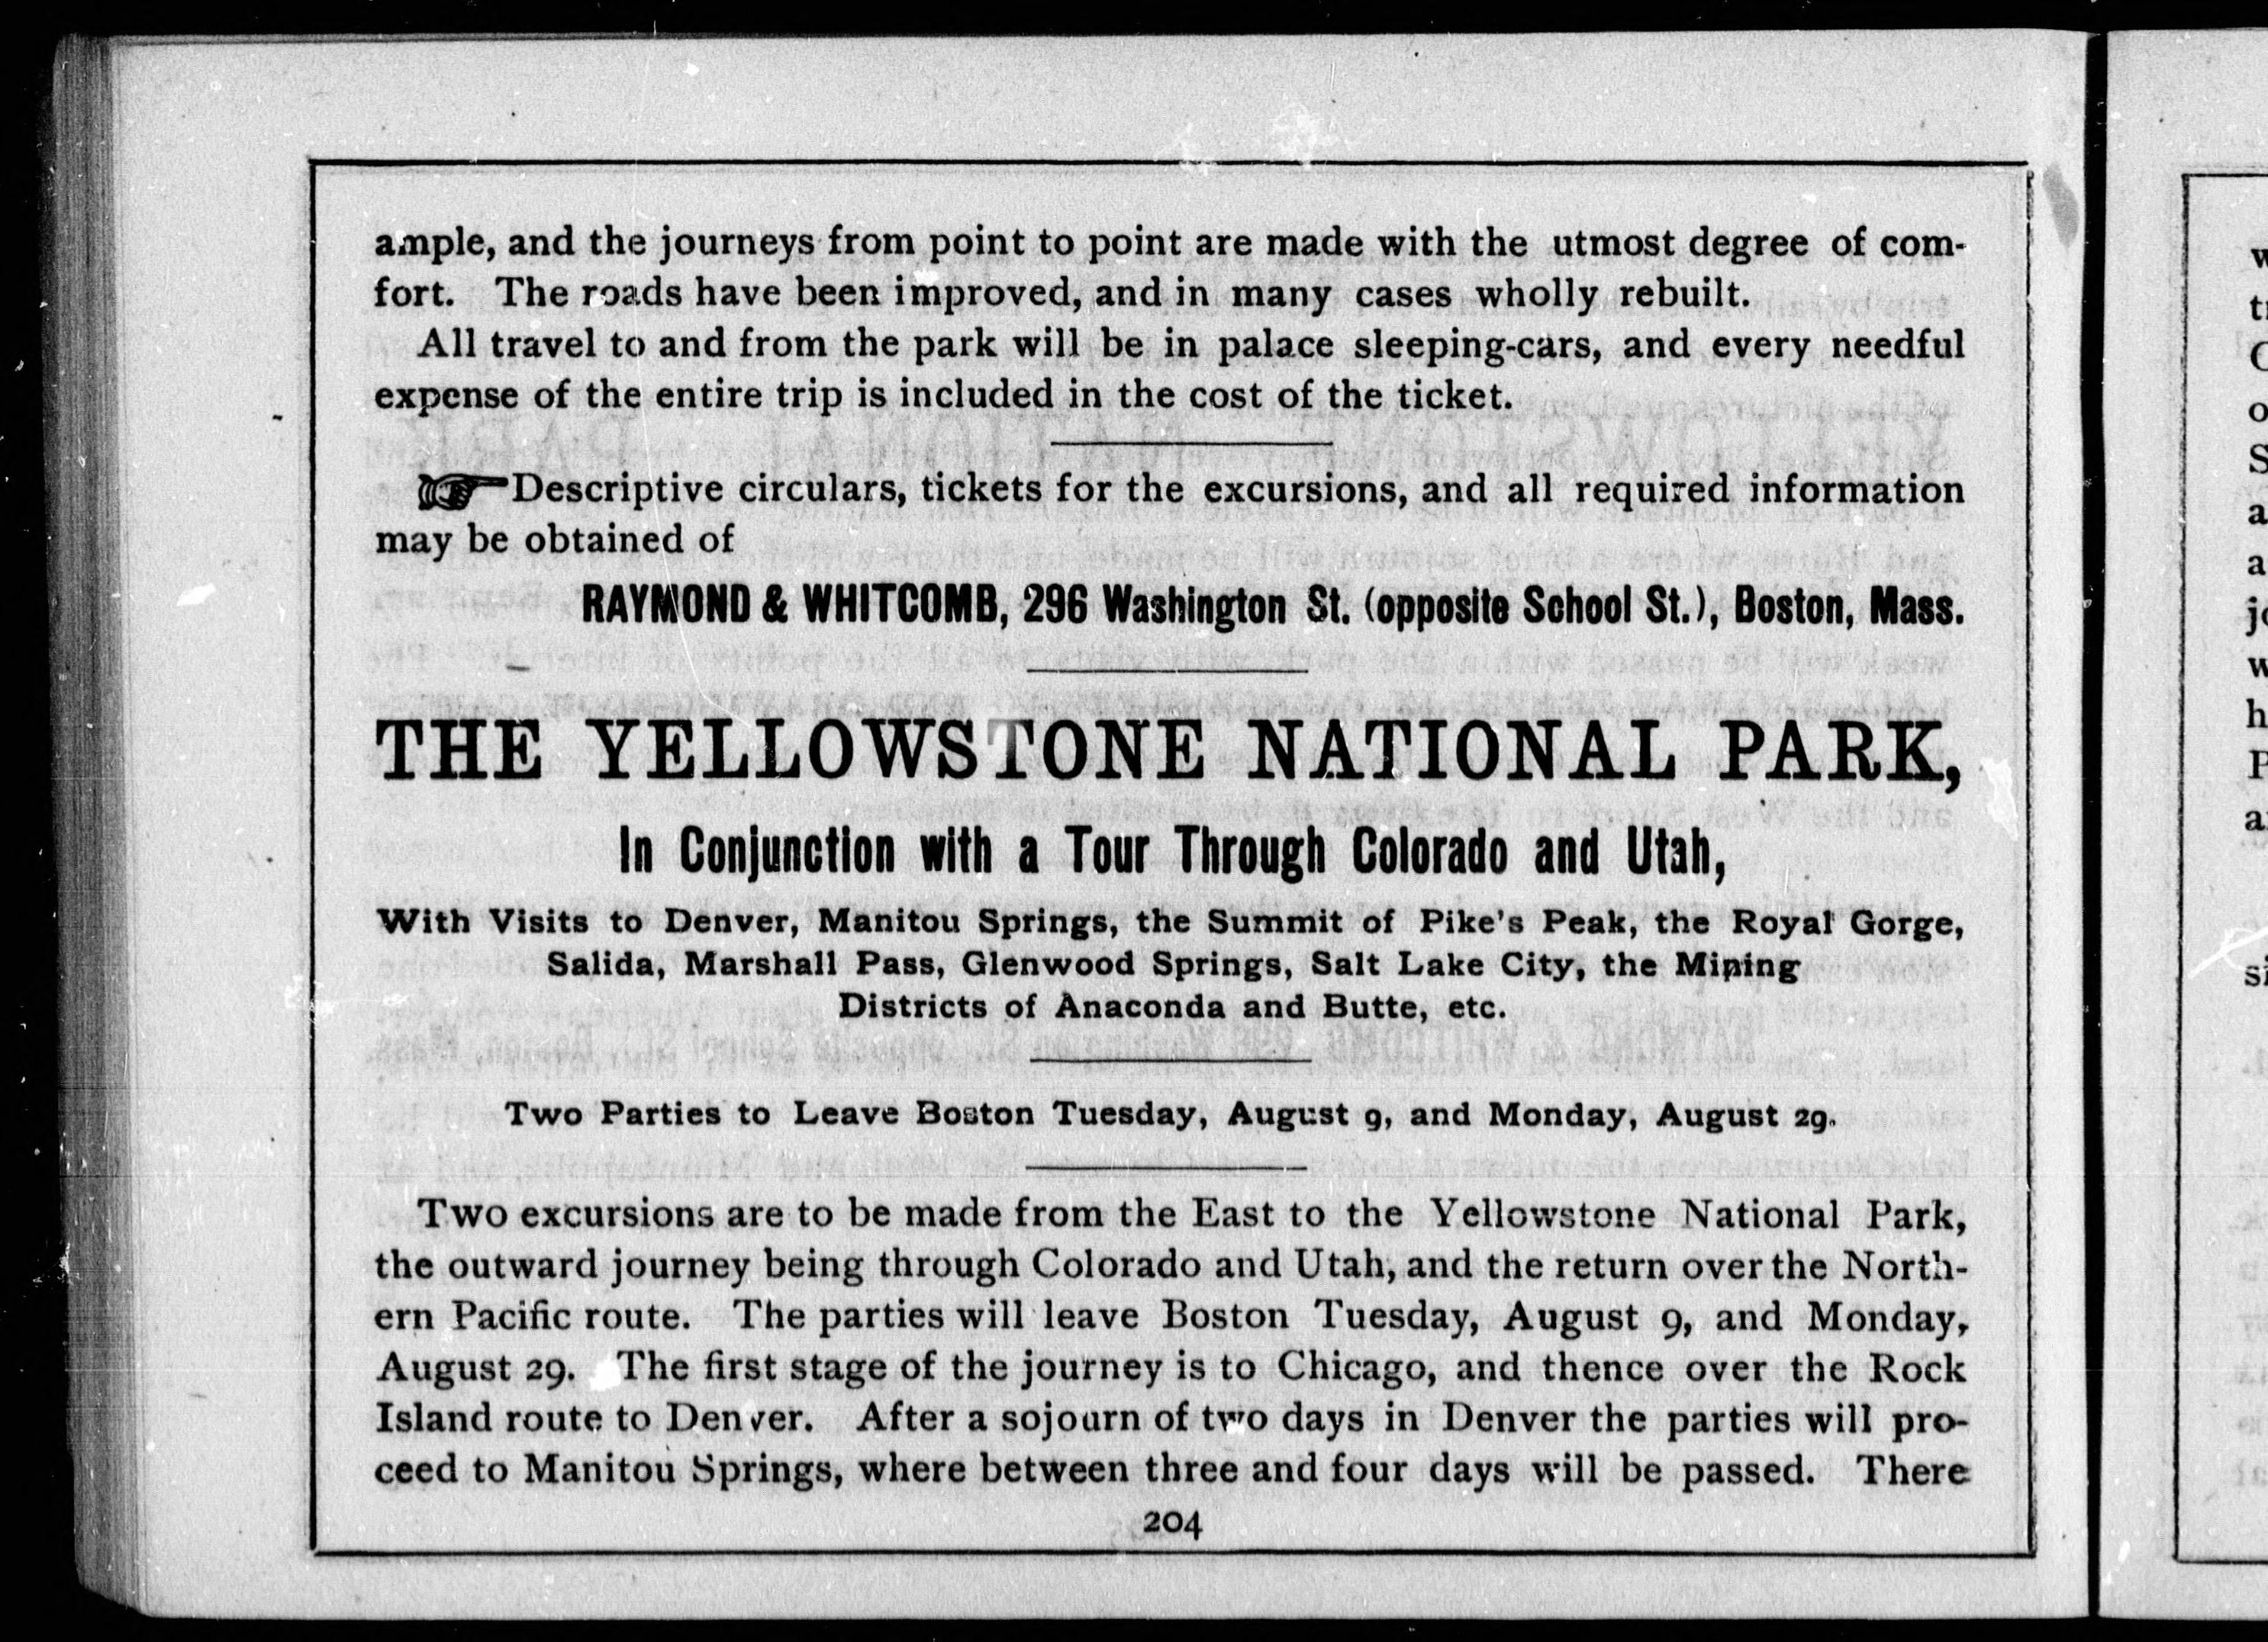 ample, and the journeys from point to point are made with the utmost degree of com-
fort. The roads have been improved, and in many cases wholly rebuilt.
All travel to and from the park will be in palace sleeping-cars, and every needful
expense of the entire trip is included in the cost of the ticket.
Descriptive circulars, tickets for the excursions, and all required information
may be obtained of
RAYMOND & WHITCOMB, 296 Washington St. (opposite School St.), Boston, Mass.
THE YELLOWSTONE NATIONAL PARK,
In Conjunction with a Tour Through Colorado and Utah,
With Visits to Denver, Manitou Springs, the Summit of Pike's Peak, the Royal Gorge,
Salida, Marshall Pass, Glenwood Springs, Salt Lake City, the Mining
Districts of Anaconda and Butte, etc.
Two Parties to Leave Boston Tuesday, August 9, and Monday, August 29.
Two excursions are to be made from the East to the Yellowstone National Park,
the outward journey being through Colorado and Utah, and the return over the North-
ern Pacific route. The parties will leave Boston Tuesday, August 9, and Monday,
August 29. The first stage of the journey is to Chicago, and thence over the Rock
Island route to Denver. After a sojourn of two days in Denver the parties will pro-
ceed to Manitou Springs, where between three and four days will be passed. There
204